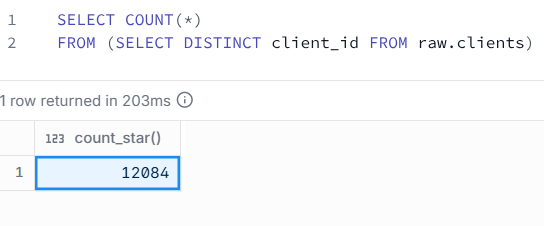 1 SELECT COUNT(*)
2 FROM (SELECT DISTINCT client_id FROM raw.clients)
1 row returned in 203ms
123 count_star()
1 12084